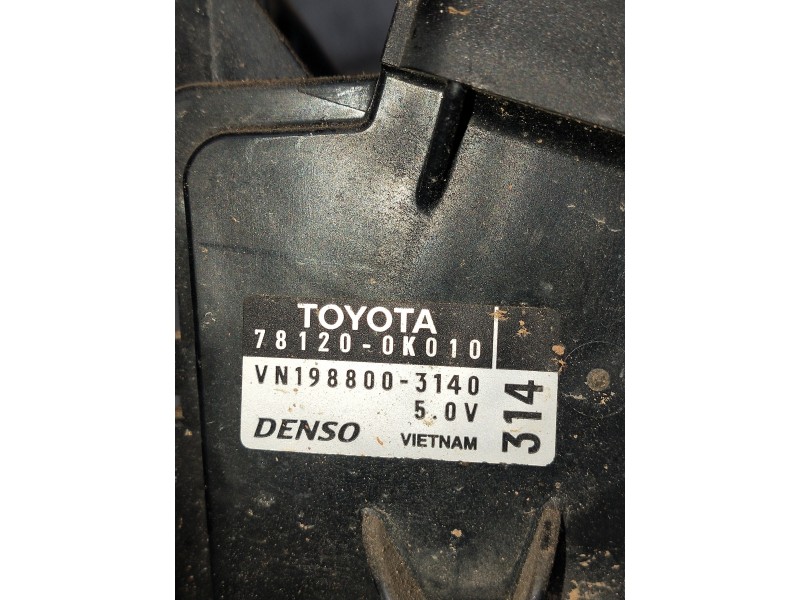 TOYOTA
78120-0K010
VN198800-3140
5.0V
DENSO VIETNAM
314